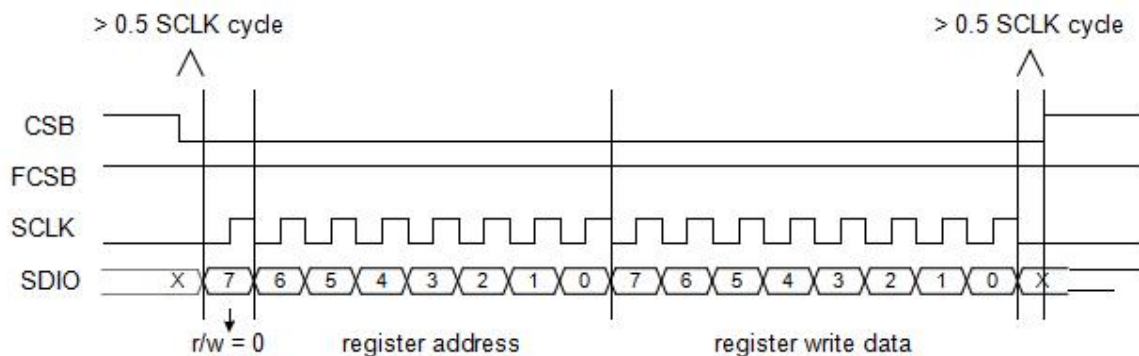 > 0.5 SCLK cycle > 0.5 SCLK cycle
CSB
FCSB
SCLK
SDIO X 7 6 5 4 3 2 1 0 7 6 5 4 3 2 1 0 X
r/w = 0 register address register write data